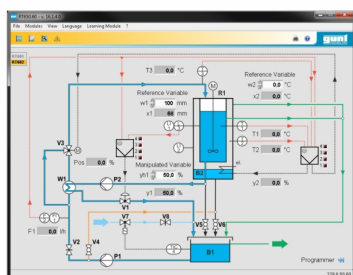 File Modules View Language Learning Module ?
gunt
T3 0,0 °C
Reference Variable
w1 100 mm
x1 68 mm
R1
M
Reference Variable
w2 0,0 °C
x2 0,0 °C
V3
M
Pos 0,0 %
T1 0,0 °C
T2 0,0 °C
Manipulated Variable
yh1 50,0 %
el.
P2
B2
W1
y1 50,0 %
y2 0,0 %
V1
V7
V8
V5
V6
F1 0,0 l/h
V2
V4
B1
P1
Programmer